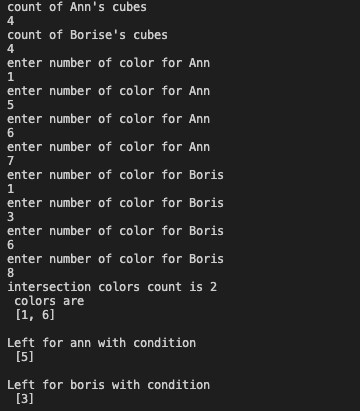 count of Ann's cubes
4
count of Borise's cubes
4
enter number of color for Ann
1
enter number of color for Ann
5
enter number of color for Ann
6
enter number of color for Ann
7
enter number of color for Boris
1
enter number of color for Boris
3
enter number of color for Boris
6
enter number of color for Boris
8
intersection colors count is 2
colors are
[1, 6]
Left for ann with condition
[5]
Left for boris with condition
[3]